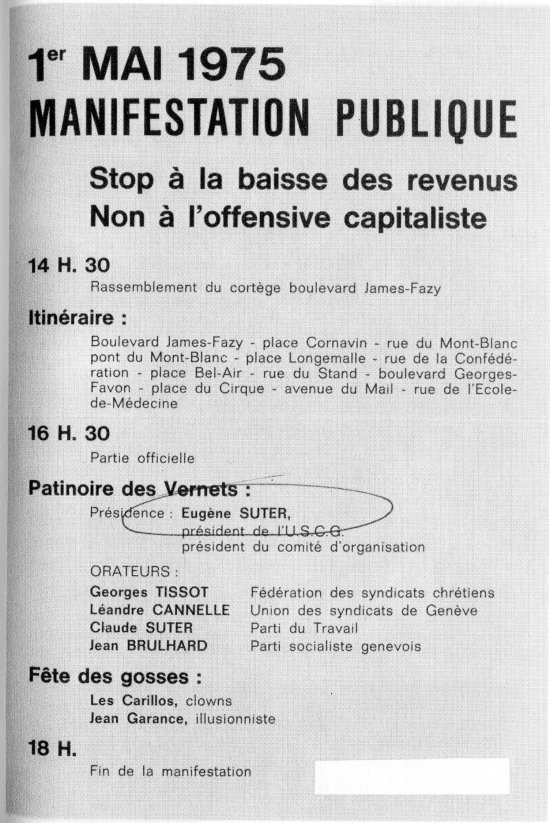 1er MAI 1975
MANIFESTATION PUBLIQUE
Stop à la baisse des revenus
Non à l'offensive capitaliste
14 H. 30
Rassemblement du cortège boulevard James-Fazy
Itinéraire :
Boulevard James-Fazy - place Cornavin - rue du Mont-Blanc
pont du Mont-Blanc - place Longemalle - rue de la Confédé-
ration - place Bel-Air - rue du Stand - boulevard Georges-
Favon - place du Cirque - avenue du Mail - rue de l'Ecole-
de-Médecine
16 H. 30
Partie officielle
Patinoire des Vernets :
Présidence : Eugène SUTER,
président de l'U.S.C.G.
président du comité d'organisation
ORATEURS :
Georges TISSOT Fédération des syndicats chrétiens
Léandre CANNELLE Union des syndicats de Genève
Claude SUTER Parti du Travail
Jean BRULHARD Parti socialiste genevois
Fête des gosses :
Les Carillos, clowns
Jean Garance, illusionniste
18 H.
Fin de la manifestation